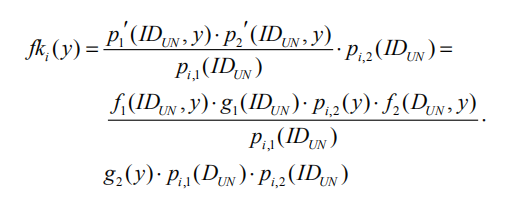 fk_i(y) = \frac{p_1'(ID_{UN}, y) \cdot p_2'(ID_{UN}, y)}{p_{i,1}(ID_{UN})} \cdot p_{i,2}(ID_{UN}) =
\frac{f_1(ID_{UN}, y) \cdot g_1(ID_{UN}) \cdot p_{i,2}(y) \cdot f_2(D_{UN}, y)}{p_{i,1}(ID_{UN})} \cdot
g_2(y) \cdot p_{i,1}(D_{UN}) \cdot p_{i,2}(ID_{UN})